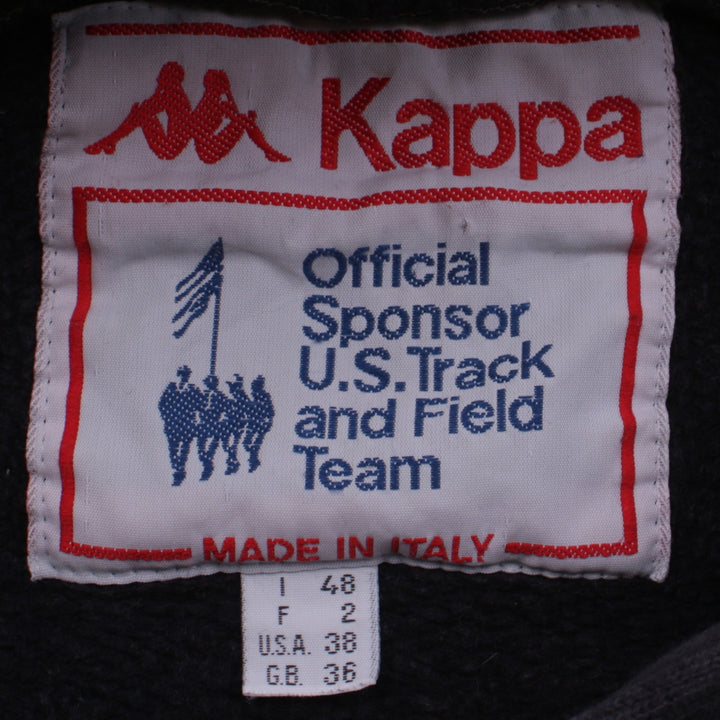 Kappa
Official
Sponsor
U.S. Track
and Field
Team
MADE IN ITALY
I 48
F 2
U.S.A. 38
G.B. 36